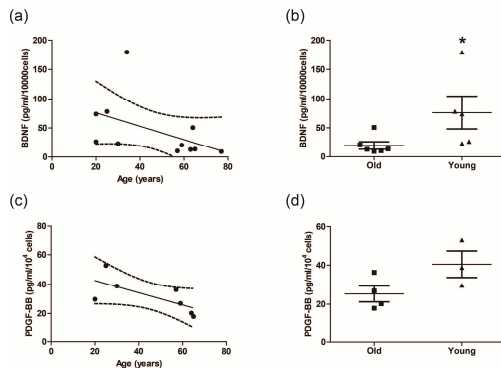 (a)
BDNF (pg/ml/10000cells)
200
150
100
50
0
0 20 40 60 80
Age (years)
(b)
BDNF (pg/ml/10000cells)
200
150
100
50
0
*
Old Young
(c)
PDGF-BB (pg/ml/10⁴ cells)
80
60
40
20
0
0 20 40 60 80
Age (years)
(d)
PDGF-BB (pg/ml/10⁴ cells)
60
40
20
0
Old Young